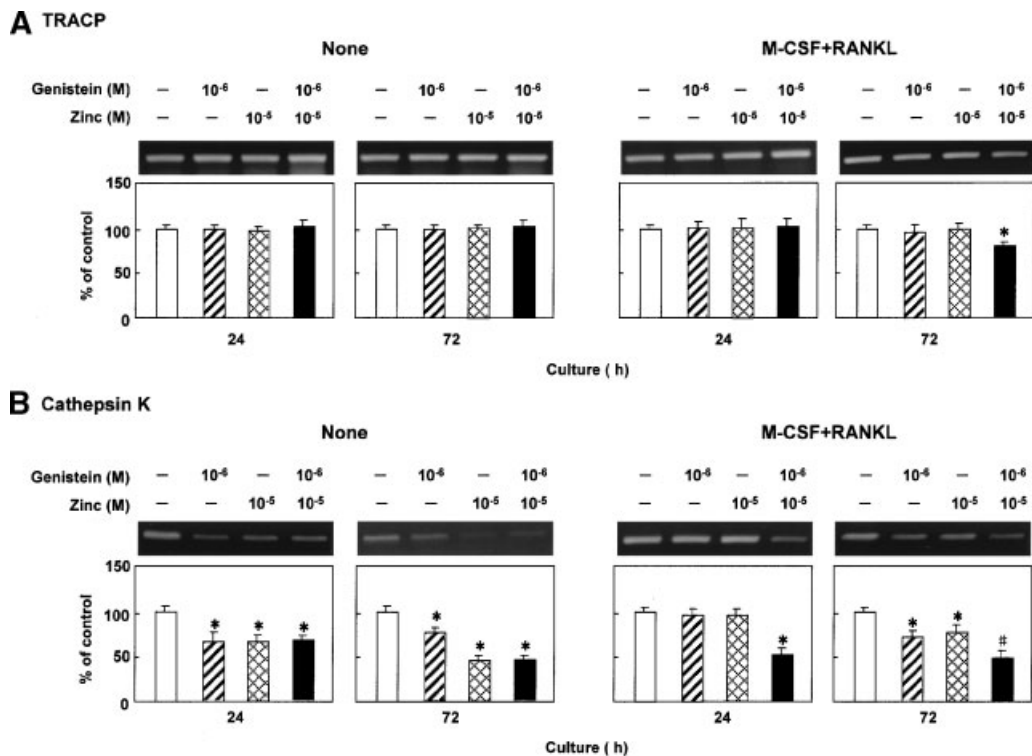 A TRACP
None M-CSF+RANKL
Genistein (M) – 10-6 – 10-6 – 10-6 – 10-6 – 10-6 – 10-6 – 10-6 – 10-6
Zinc (M) – – 10-5 10-5 – – 10-5 10-5 – – 10-5 10-5 – – 10-5 10-5
150
100
50
0
% of control
*
24 72 24 72
Culture ( h)
B Cathepsin K
None M-CSF+RANKL
Genistein (M) – 10-6 – 10-6 – 10-6 – 10-6 – 10-6 – 10-6 – 10-6 – 10-6
Zinc (M) – – 10-5 10-5 – – 10-5 10-5 – – 10-5 10-5 – – 10-5 10-5
150
100
50
0
% of control
* * * * * * * * * #
24 72 24 72
Culture ( h)